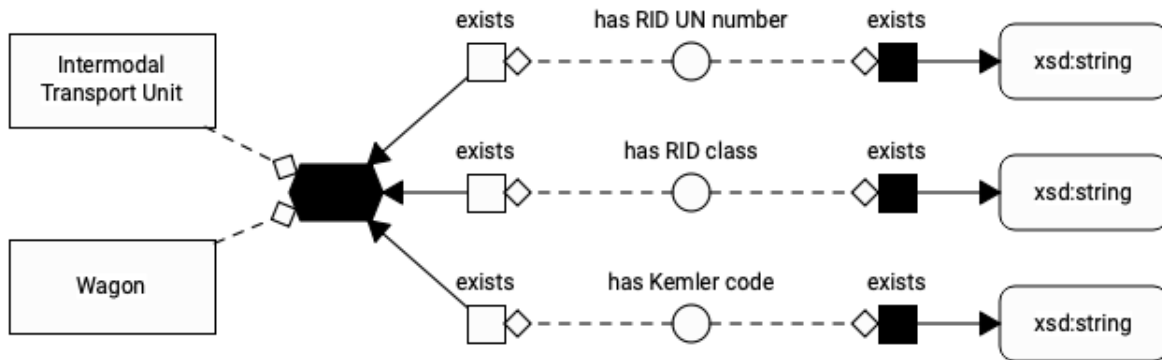 exists has RID UN number exists
Intermodal
Transport Unit
xsd:string
exists has RID class exists
xsd:string
Wagon
exists has Kemler code exists
xsd:string